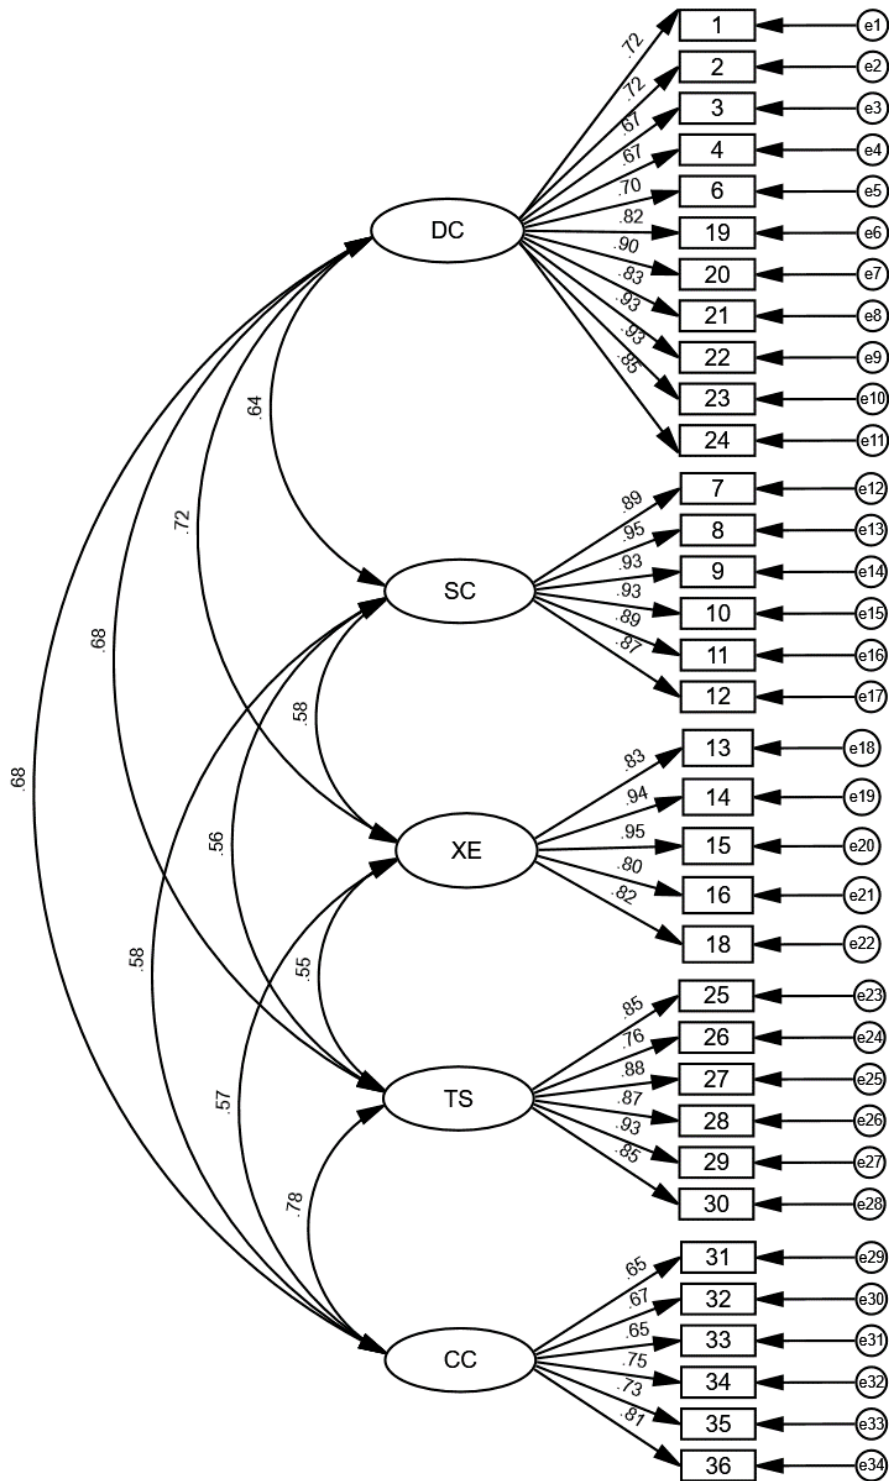 1 e1
.72
2 e2
.72
3 e3
.67
4 e4
.67
6 e5
.70
DC
19 e6
.82
20 e7
.90
21 e8
.83
22 e9
.93
23 e10
.93
24 e11
.85
.64
7 e12
.89
8 e13
.95
9 e14
.93
SC
10 e15
.93
11 e16
.89
12 e17
.87
.72
.68
.68
.58
13 e18
.83
14 e19
.94
XE
15 e20
.95
16 e21
.80
18 e22
.82
.56
.58
.55
25 e23
.85
26 e24
.76
27 e25
.88
TS
28 e26
.87
29 e27
.93
30 e28
.85
.57
.78
31 e29
.65
32 e30
.67
33 e31
.65
CC
34 e32
.75
35 e33
.73
36 e34
.81